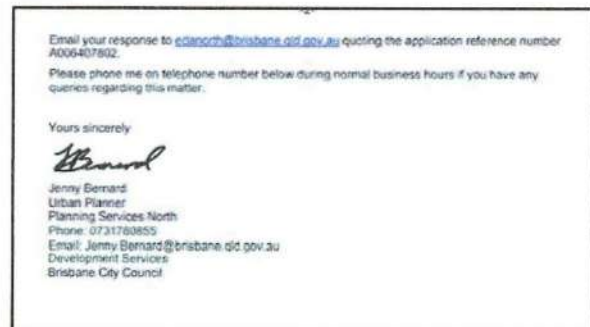 -2-
Email your response to edanorth@brisbane.qld.gov.au quoting the application reference number
A006407802.
Please phone me on telephone number below during normal business hours if you have any
queries regarding this matter.
Yours sincerely
Jenny Bernard
Urban Planner
Planning Services North
Phone: 0731780855
Email: Jenny.Bernard@brisbane.qld.gov.au
Development Services
Brisbane City Council